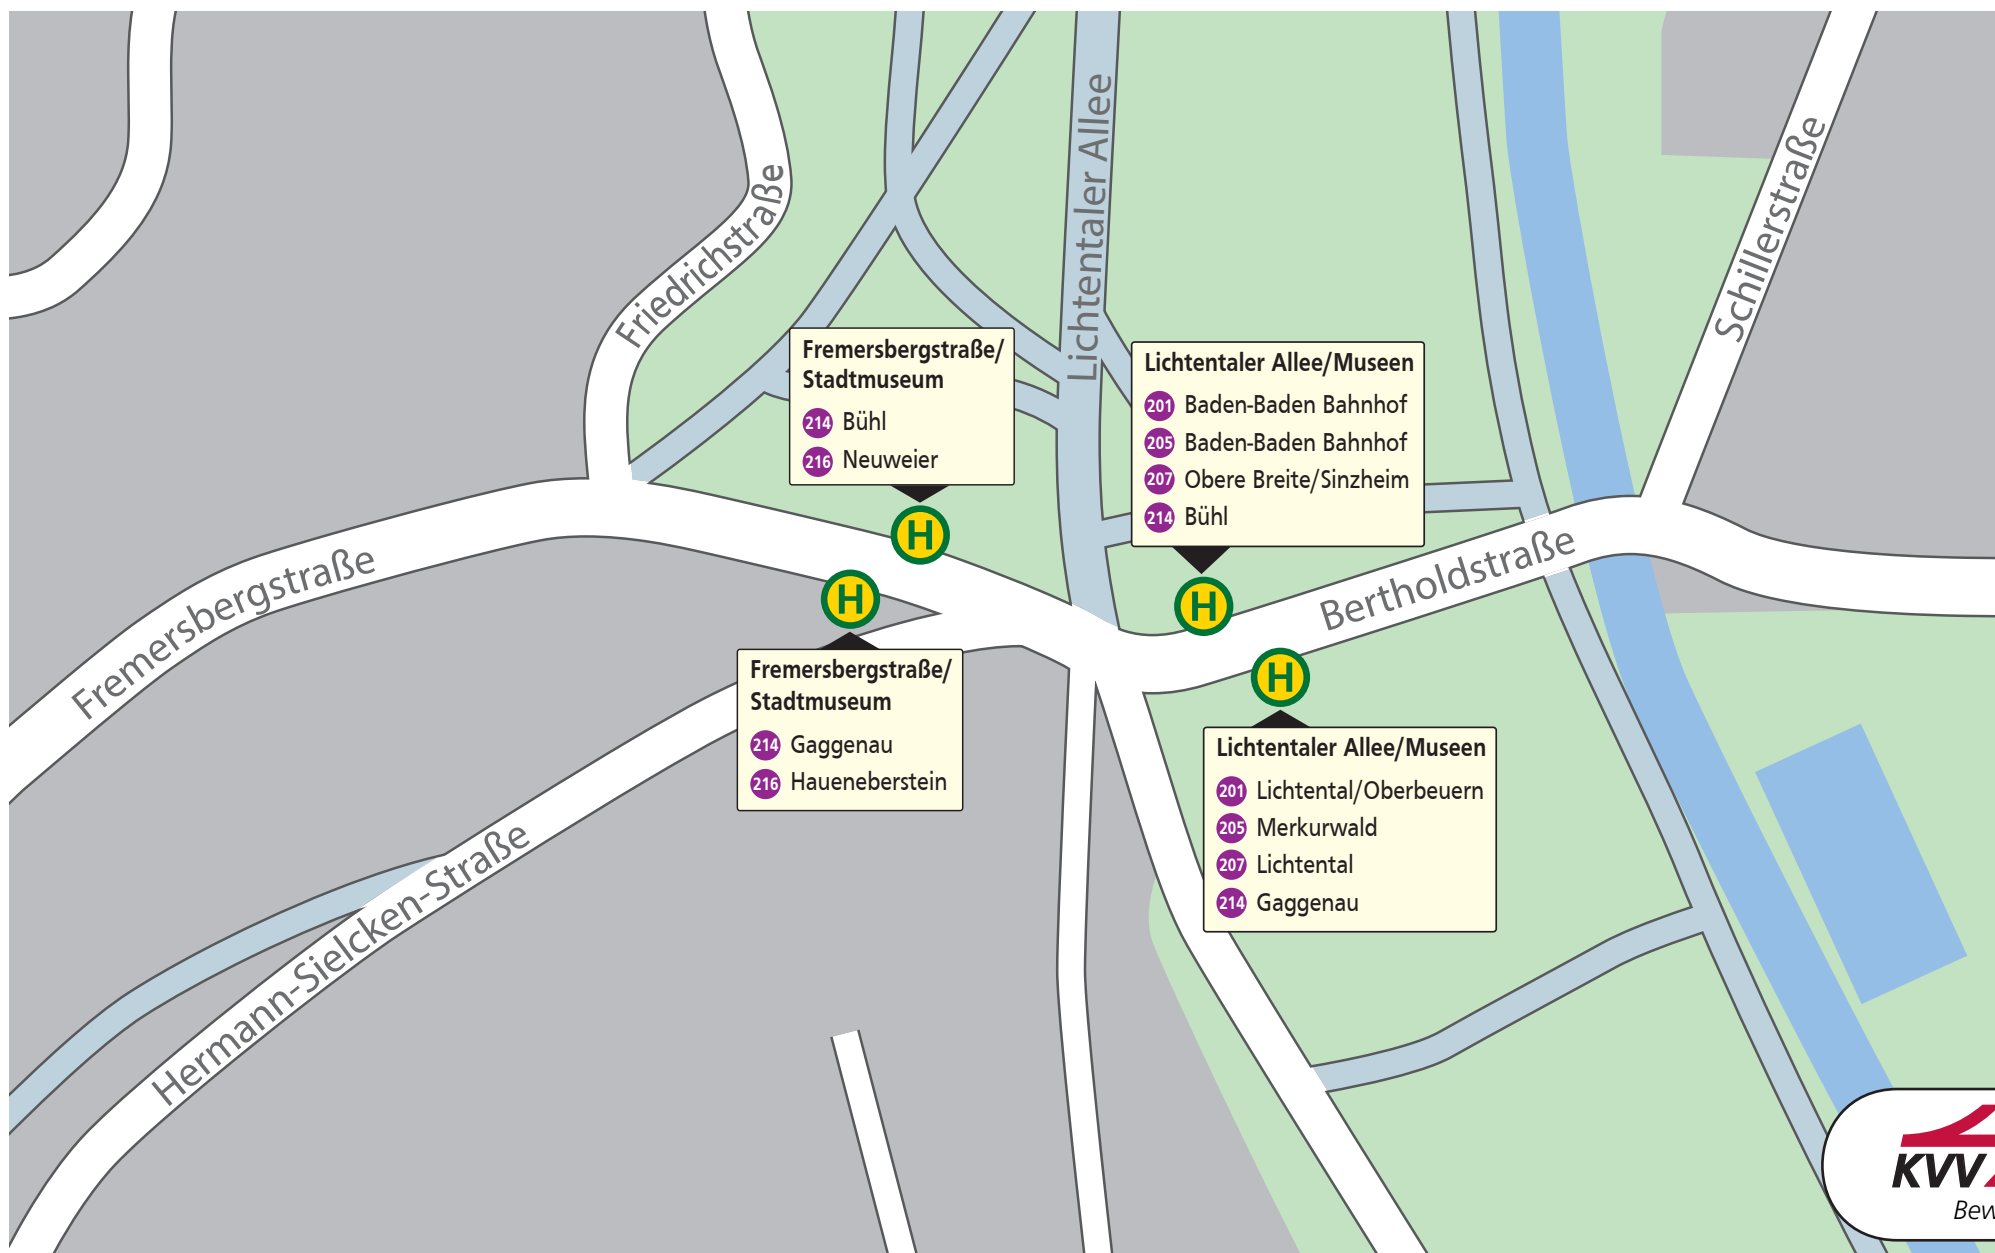 Friedrichstraße
Lichtentaler Allee
Schillerstraße
Fremersbergstraße/
Stadtmuseum
214 Bühl
216 Neuweier
H
Lichtentaler Allee/Museen
201 Baden-Baden Bahnhof
205 Baden-Baden Bahnhof
207 Obere Breite/Sinzheim
214 Bühl
H
Fremersbergstraße
Bertholdstraße
H
Fremersbergstraße/
Stadtmuseum
214 Gaggenau
216 Haueneberstein
H
Lichtentaler Allee/Museen
201 Lichtental/Oberbeuern
205 Merkurwald
207 Lichtental
214 Gaggenau
Hermann-Sielcken-Straße
KVV
Bew